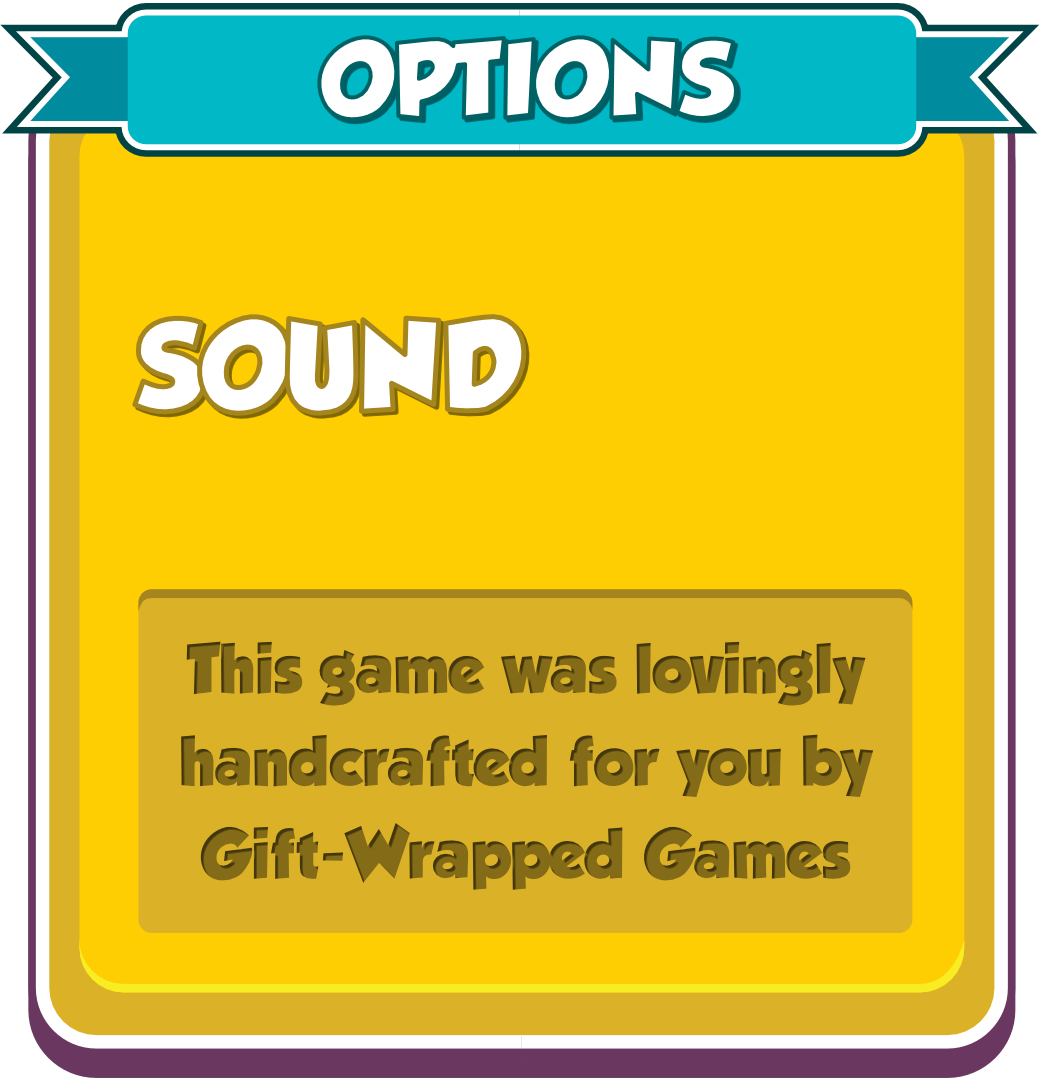 OPTIONS
SOUND
This game was lovingly
handcrafted for you by
Gift-Wrapped Games